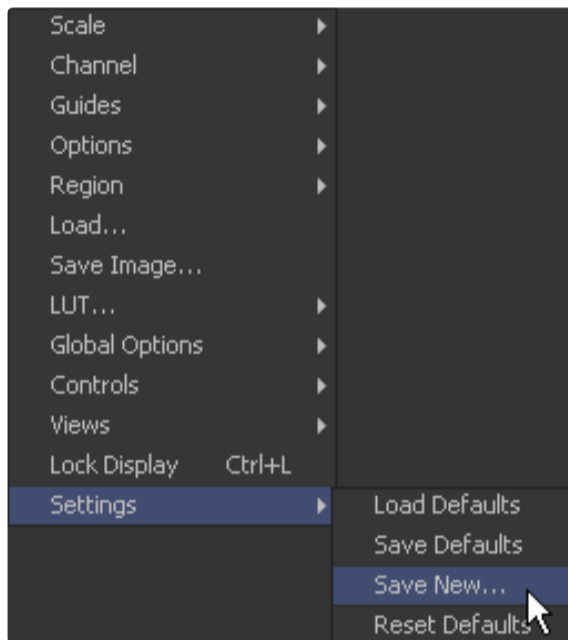 Scale
Channel
Guides
Options
Region
Load...
Save Image...
LUT...
Global Options
Controls
Views
Lock Display Ctrl+L
Settings
Load Defaults
Save Defaults
Save New...
Reset Defaults